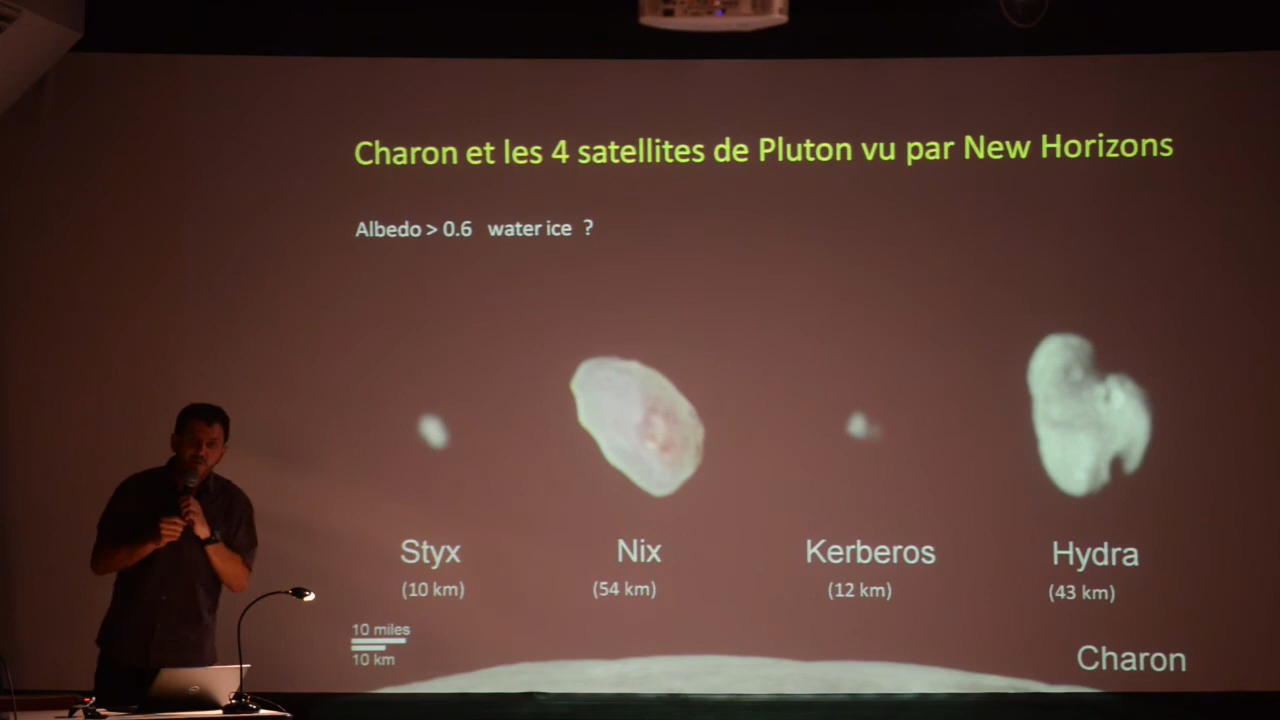 Charon et les 4 satellites de Pluton vu par New Horizons
Albedo > 0.6 water ice ?
Styx
(10 km)
Nix
(54 km)
Kerberos
(12 km)
Hydra
(43 km)
10 miles
10 km
Charon